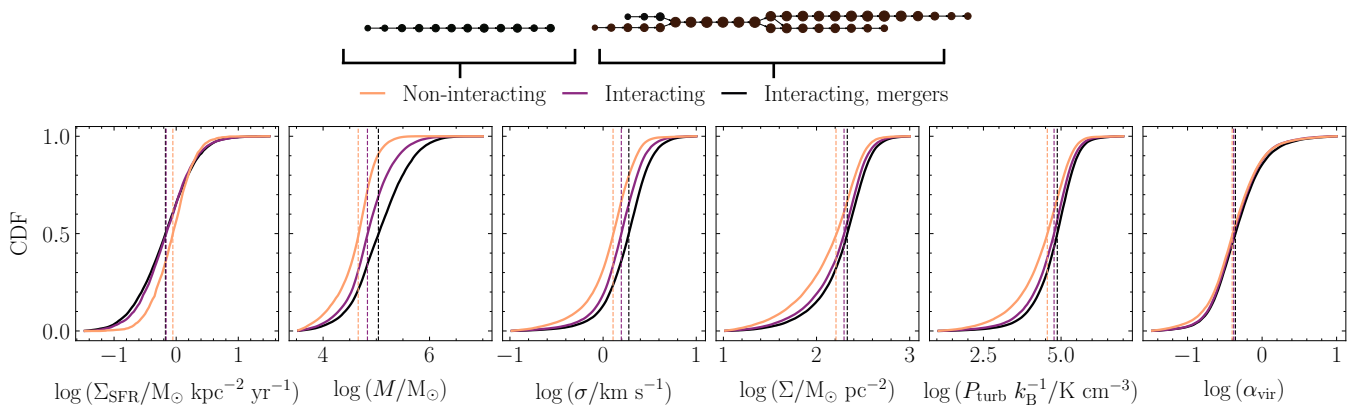 Non-interacting Interacting Interacting, mergers
CDF
1.0
0.5
0.0
−1 0 1
4 5 6
−1 0 1
1 2 3
2.5 5.0
−1 0 1
log (Σ_SFR/M_⊙ kpc⁻² yr⁻¹)
log (M/M_⊙)
log (σ/km s⁻¹)
log (Σ/M_⊙ pc⁻²)
log (P_turb k_B⁻¹/K cm⁻³)
log (α_vir)